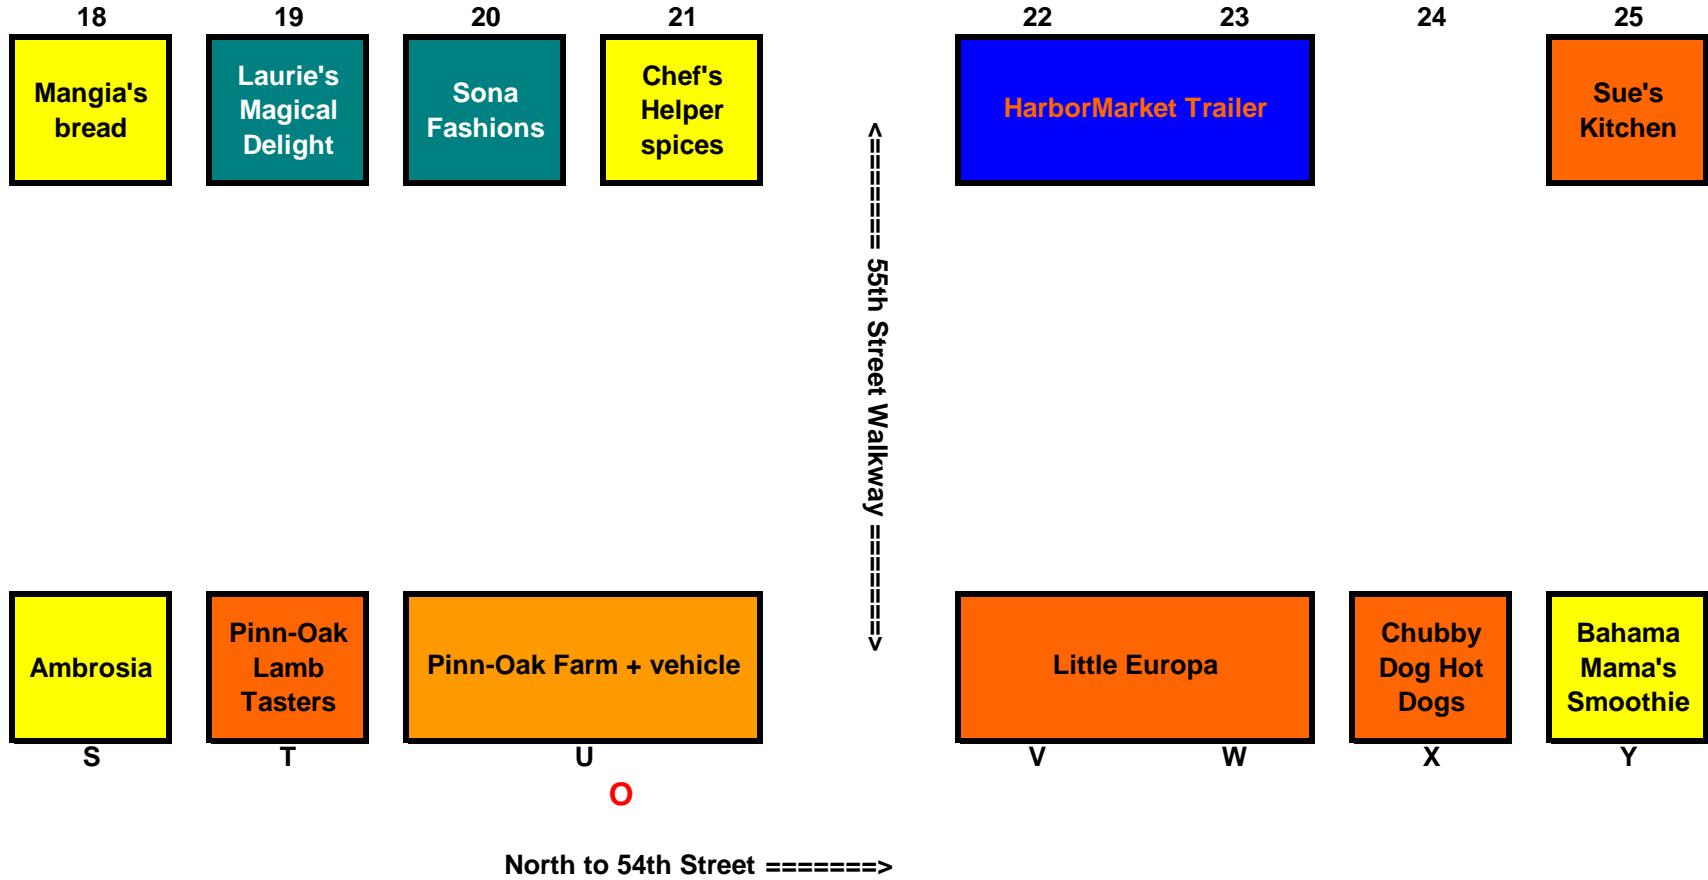 18 19 20 21 22 23 24 25
Mangia's
bread
Laurie's
Magical
Delight
Sona
Fashions
Chef's
Helper
spices
HarborMarket Trailer
Sue's
Kitchen
<======= 55th Street Walkway =======>
Ambrosia
Pinn-Oak
Lamb
Tasters
Pinn-Oak Farm + vehicle
Little Europa
Chubby
Dog Hot
Dogs
Bahama
Mama's
Smoothie
S T U V W X Y
O
North to 54th Street =======>